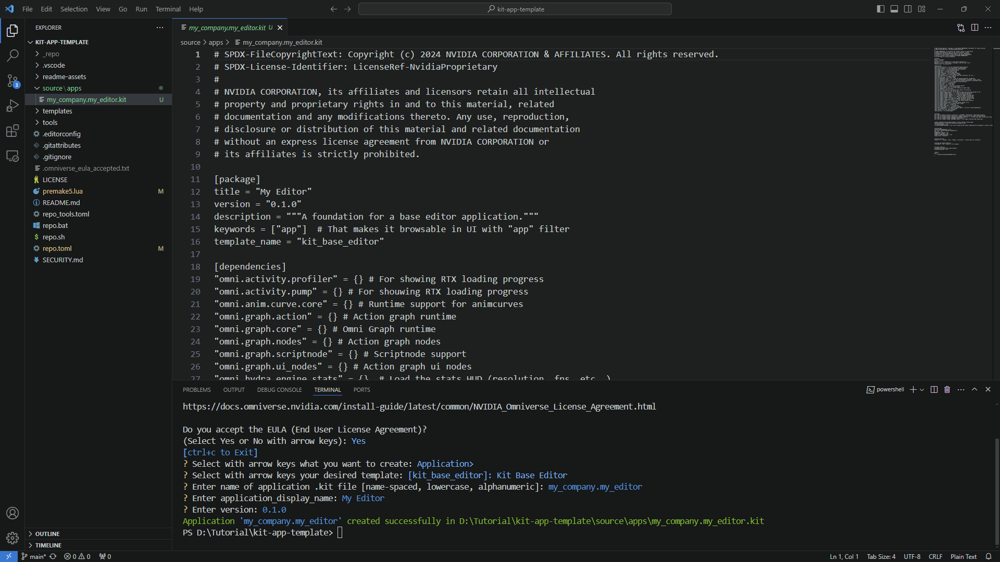 File Edit Selection View Go Run Terminal Help
kit-app-template
EXPLORER
KIT-APP-TEMPLATE
_repo
.vscode
readme-assets
source\apps
my_company.my_editor.kit U
templates
tools
.editorconfig
.gitattributes
.gitignore
.omniverse_eula_accepted.txt
LICENSE
premake5.lua M
README.md
repo_tools.toml
repo.bat
repo.sh
repo.toml M
SECURITY.md
OUTLINE
TIMELINE
3
my_company.my_editor.kit U
source > apps > my_company.my_editor.kit
1 # SPDX-FileCopyrightText: Copyright (c) 2024 NVIDIA CORPORATION & AFFILIATES. All rights reserved.
2 # SPDX-License-Identifier: LicenseRef-NvidiaProprietary
3 #
4 # NVIDIA CORPORATION, its affiliates and licensors retain all intellectual
5 # property and proprietary rights in and to this material, related
6 # documentation and any modifications thereto. Any use, reproduction,
7 # disclosure or distribution of this material and related documentation
8 # without an express license agreement from NVIDIA CORPORATION or
9 # its affiliates is strictly prohibited.
10
11 [package]
12 title = "My Editor"
13 version = "0.1.0"
14 description = """A foundation for a base editor application."""
15 keywords = ["app"]  # That makes it browsable in UI with "app" filter
16 template_name = "kit_base_editor"
17
18 [dependencies]
19 "omni.activity.profiler" = {} # For showing RTX loading progress
20 "omni.activity.pump" = {} # For shouwing RTX loading progress
21 "omni.anim.curve.core" = {} # Runtime support for animcurves
22 "omni.graph.action" = {} # Action graph runtime
23 "omni.graph.core" = {} # Omni Graph runtime
24 "omni.graph.nodes" = {} # Action graph nodes
25 "omni.graph.scriptnode" = {} # Scriptnode support
26 "omni.graph.ui_nodes" = {} # Action graph ui nodes
27 "omni.hydra.engine.stats" = {}  # Load the stats HUD (resolution, fps, etc.)
PROBLEMS OUTPUT DEBUG CONSOLE TERMINAL PORTS
powershell
https://docs.omniverse.nvidia.com/install-guide/latest/common/NVIDIA_Omniverse_License_Agreement.html
Do you accept the EULA (End User License Agreement)?
(Select Yes or No with arrow keys): Yes
[ctrl+c to Exit]
? Select with arrow keys what you want to create: Application>
? Select with arrow keys your desired template: [kit_base_editor]: Kit Base Editor
? Enter name of application .kit file [name-spaced, lowercase, alphanumeric]: my_company.my_editor
? Enter application_display_name: My Editor
? Enter version: 0.1.0
Application 'my_company.my_editor' created successfully in D:\Tutorial\kit-app-template\source\apps\my_company.my_editor.kit
PS D:\Tutorial\kit-app-template>
main* 0 0 0
Ln 1, Col 1 Tab Size: 4 UTF-8 CRLF Plain Text